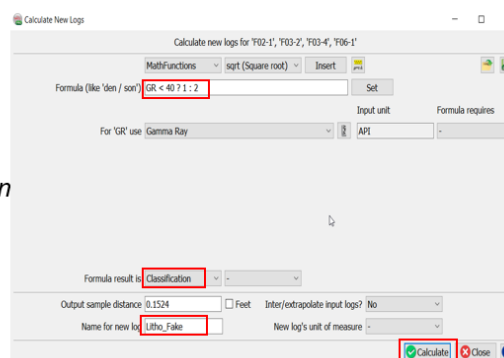 Calculate New Logs
Calculate new logs for 'F02-1', 'F03-2', 'F03-4', 'F06-1'
MathFunctions sqrt (Square root) Insert
Formula (like 'den / son') GR < 40 ? 1 : 2 Set
Input unit Formula requires
For 'GR' use Gamma Ray API -
n
Formula result is Classification -
Output sample distance 0.1524 Feet Inter/extrapolate input logs? No
Name for new log Litho_Fake New log's unit of measure -
Calculate Close